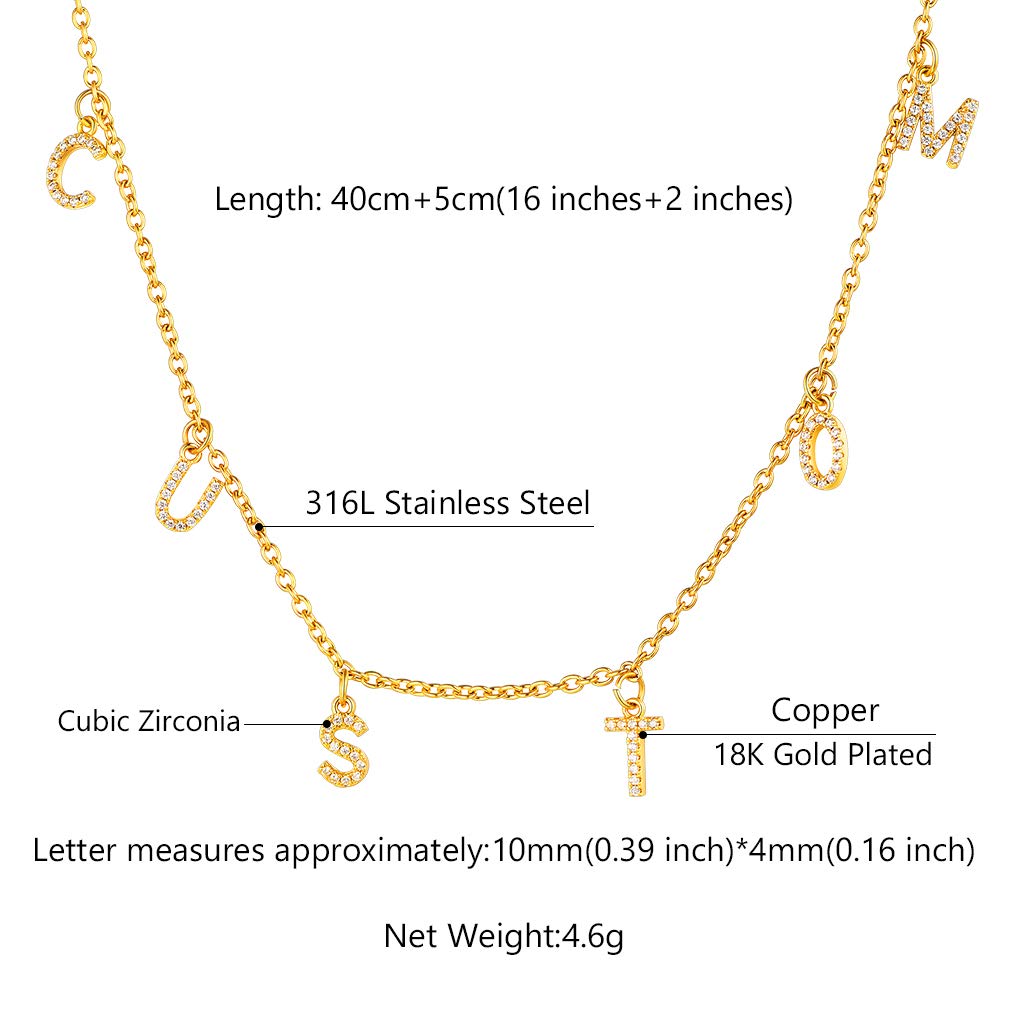 Length: 40cm+5cm(16 inches+2 inches)
316L Stainless Steel
Cubic Zirconia
Copper
18K Gold Plated
Letter measures approximately:10mm(0.39 inch)*4mm(0.16 inch)
Net Weight:4.6g
C U S T O M